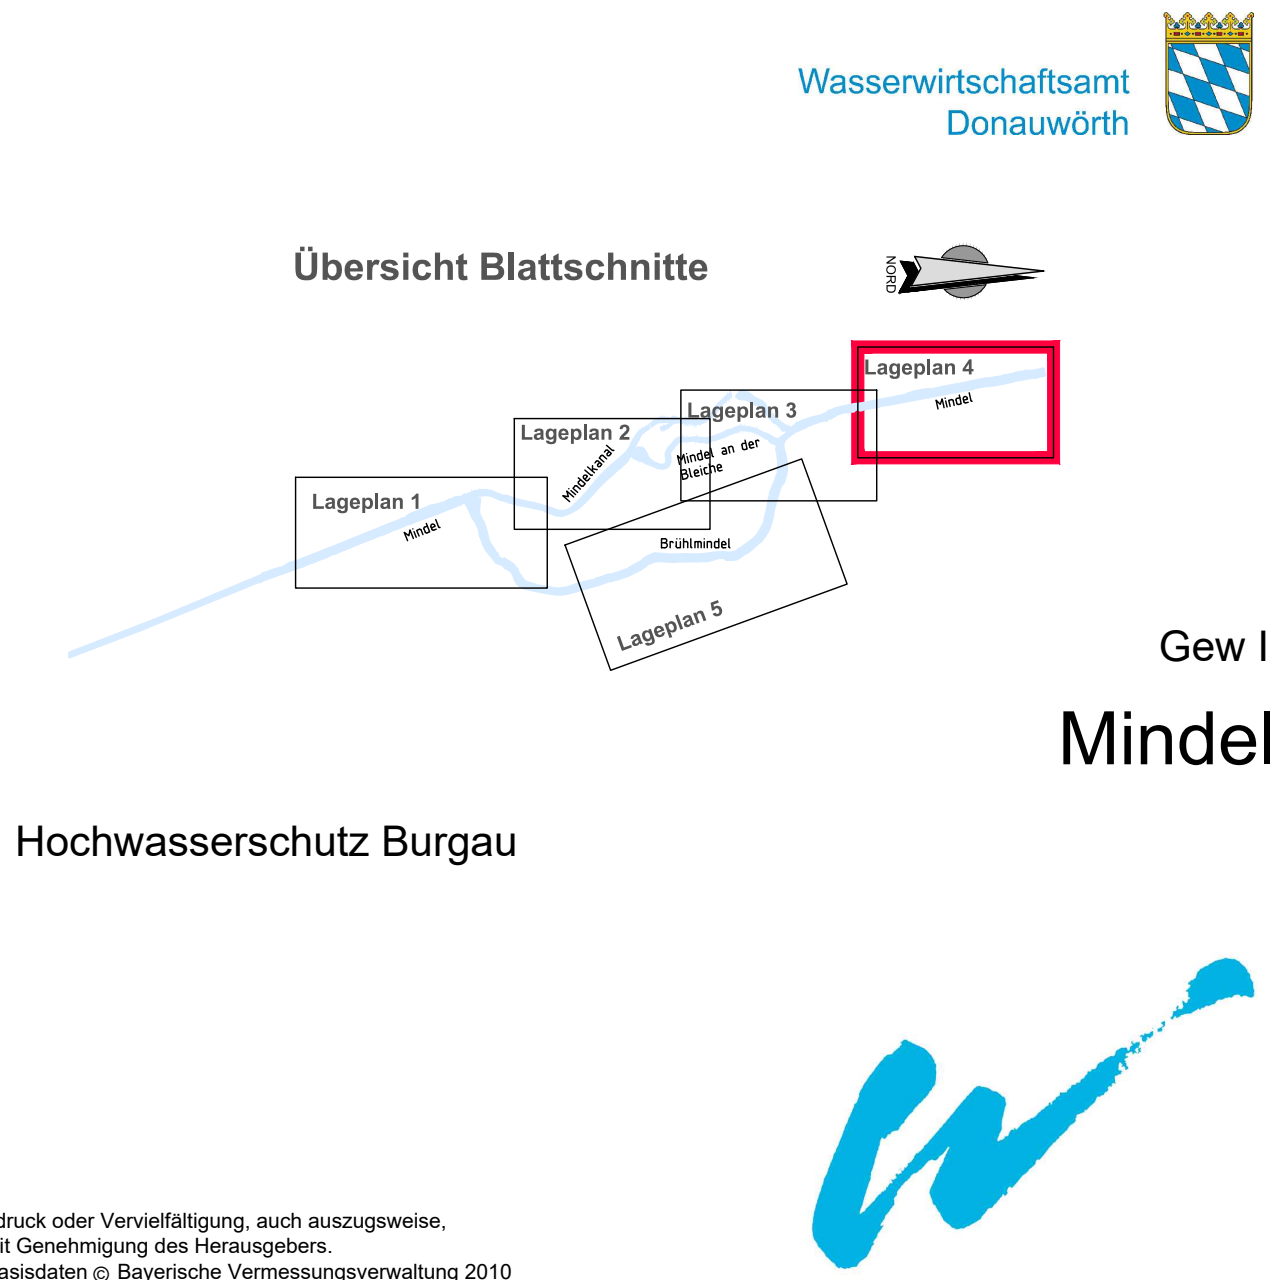 Wasserwirtschaftsamt
Donauwörth
Übersicht Blattschnitte
NORD
Lageplan 4
Mindel
Lageplan 3
Mindel an der
Bleiche
Lageplan 2
Mindelkanal
Lageplan 1
Mindel
Brühlmindel
Lageplan 5
Gew I
Mindel
Hochwasserschutz Burgau
druck oder Vervielfältigung, auch auszugsweise,
it Genehmigung des Herausgebers.
asisdaten © Bayerische Vermessungsverwaltung 2010